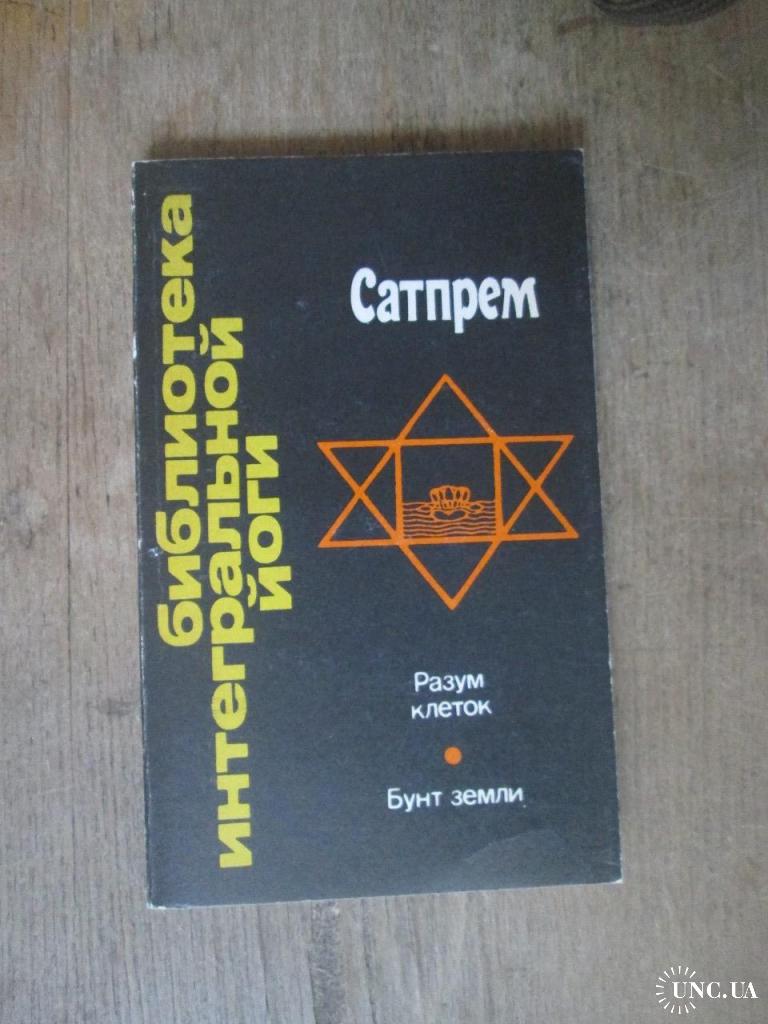 библиотека
интегральной
йоги
Сатпрем
Разум
клеток
Бунт земли
UNC.UA